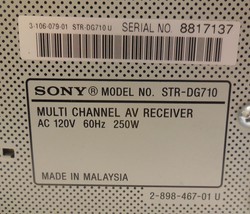 3-106-079-01 STR-DG710 U SERIAL NO 8817137
SONY® MODEL NO. STR-DG710
MULTI CHANNEL AV RECEIVER
AC 120V 60Hz 250W
MADE IN MALAYSIA
2-898-467-01 U